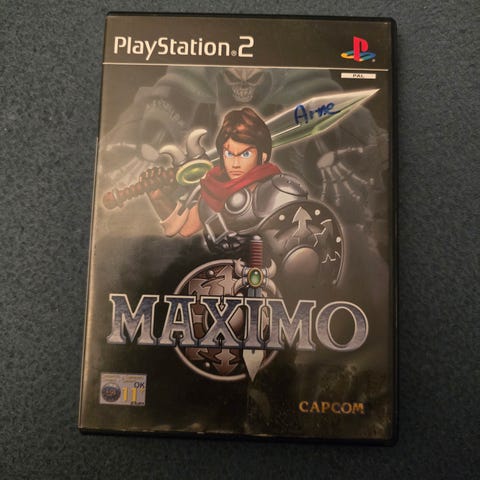 PlayStation®2
PAL
Arne
MAXIMO
OK
11
CAPCOM